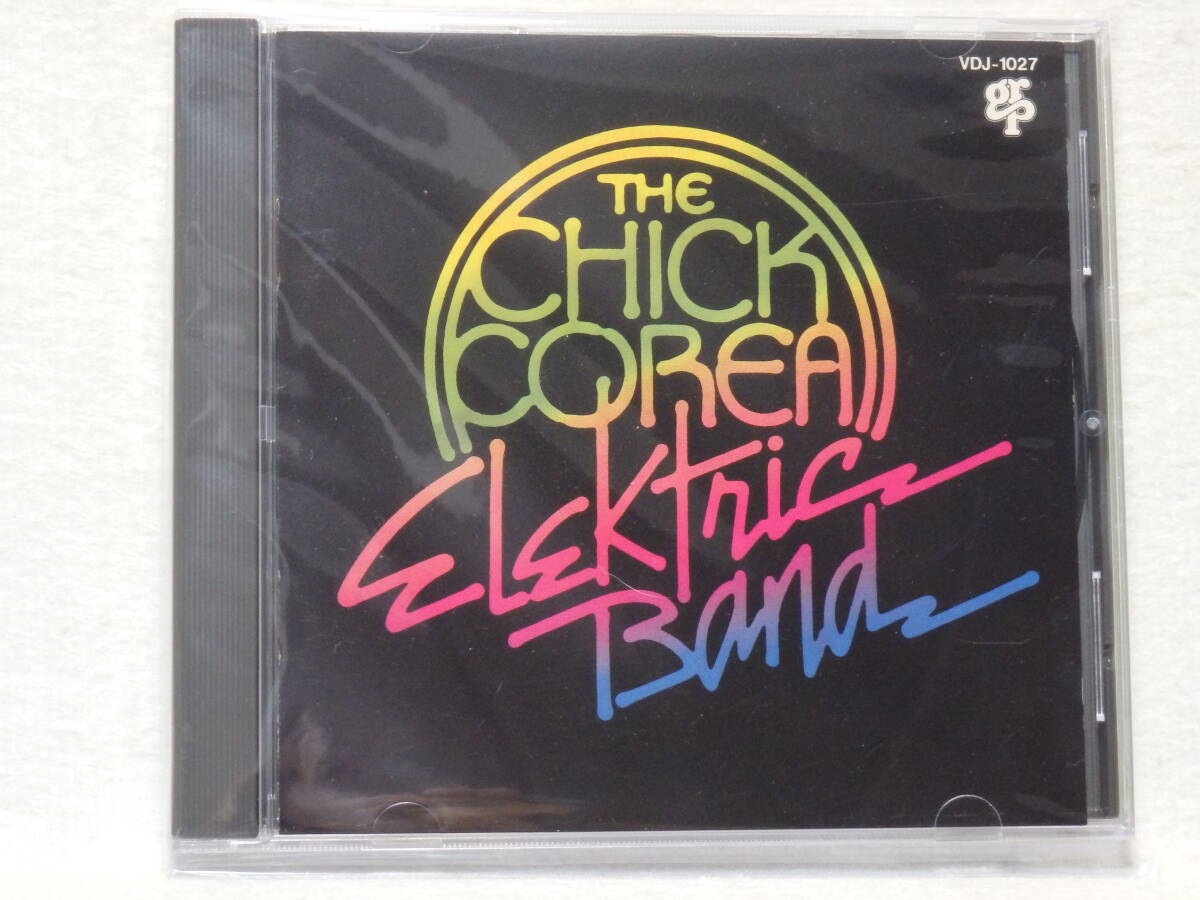 VDJ-1027
grp
THE
CHICK
COREA
Elektric
Band